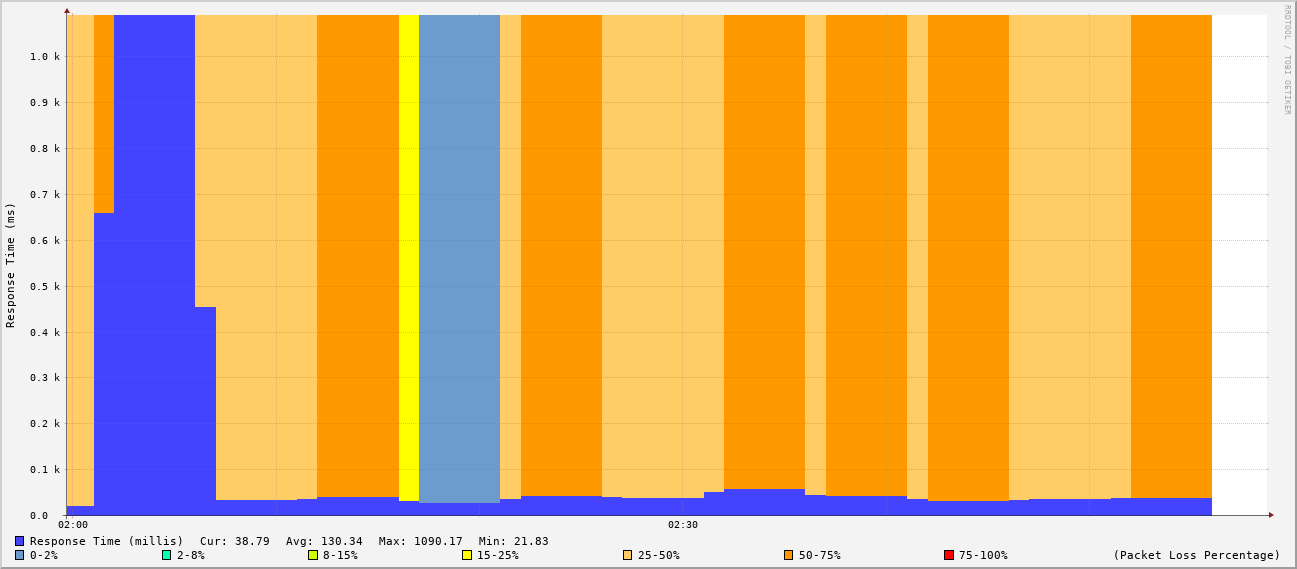 RRDTOOL / TOBI OETIKER
Response Time (ms)
1.0 k
0.9 k
0.8 k
0.7 k
0.6 k
0.5 k
0.4 k
0.3 k
0.2 k
0.1 k
0.0
02:00 02:30
Response Time (millis) Cur: 38.79 Avg: 130.34 Max: 1090.17 Min: 21.83
0-2% 2-8% 8-15% 15-25% 25-50% 50-75% 75-100% (Packet Loss Percentage)